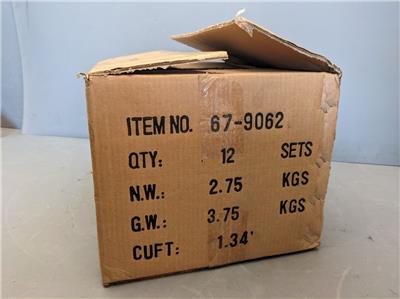 ITEM NO. 67-9062
QTY: 12 SETS
N.W.: 2.75 KGS
G.W.: 3.75 KGS
CUFT: 1.34'